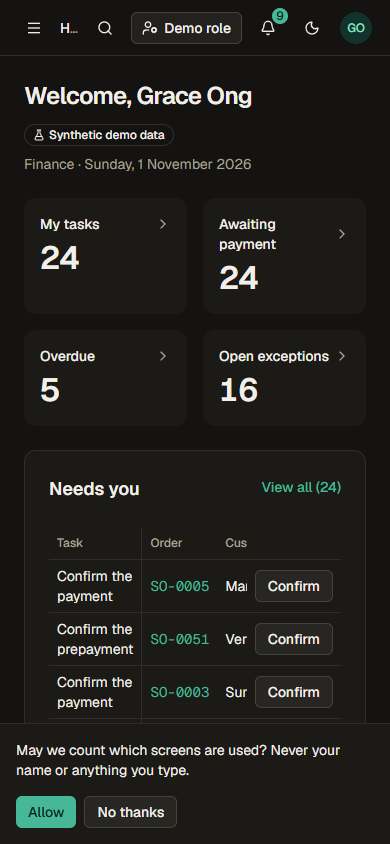 H...
Demo role
9
GO
Welcome, Grace Ong
Synthetic demo data
Finance · Sunday, 1 November 2026
My tasks
24
Awaiting
payment
24
Overdue
5
Open exceptions
16
Needs you
View all (24)
Task Order Cus
Confirm the
payment
SO-0005 Confirm
Confirm the
prepayment
SO-0051 Ver Confirm
Confirm the
payment
SO-0003 Confirm
May we count which screens are used? Never your
name or anything you type.
Allow
No thanks